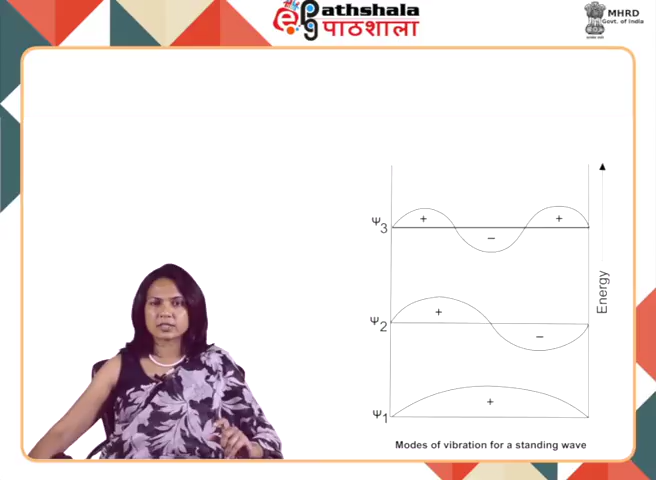 Pathshala
पाठशाला
MHRD
Govt. of India
Ψ3
+
−
+
Energy
Ψ2
+
−
Ψ1
+
Modes of vibration for a standing wave